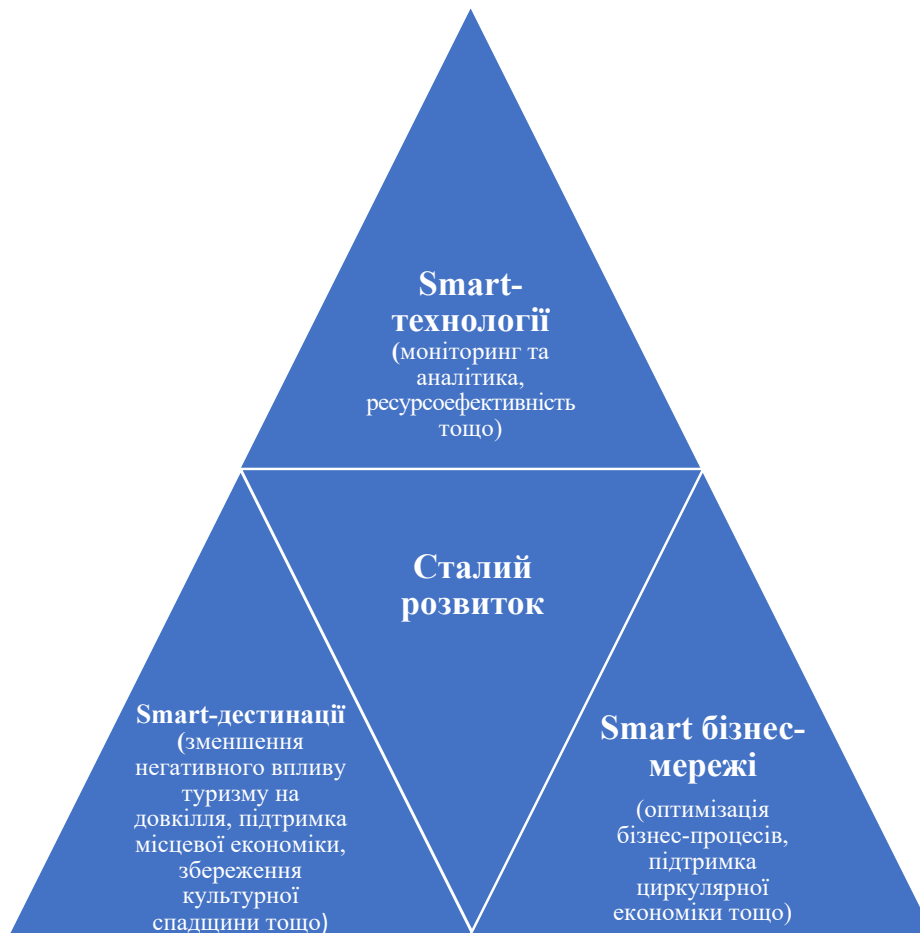 Smart-
технології
(моніторинг та
аналітика,
ресурсоефективність
тощо)
Сталий
розвиток
Smart-дестинації
(зменшення
негативного впливу
туризму на
довкілля, підтримка
місцевої економіки,
збереження
культурної
спадщини тощо)
Smart бізнес-
мережі
(оптимізація
бізнес-процесів,
підтримка
циркулярної
економіки тощо)